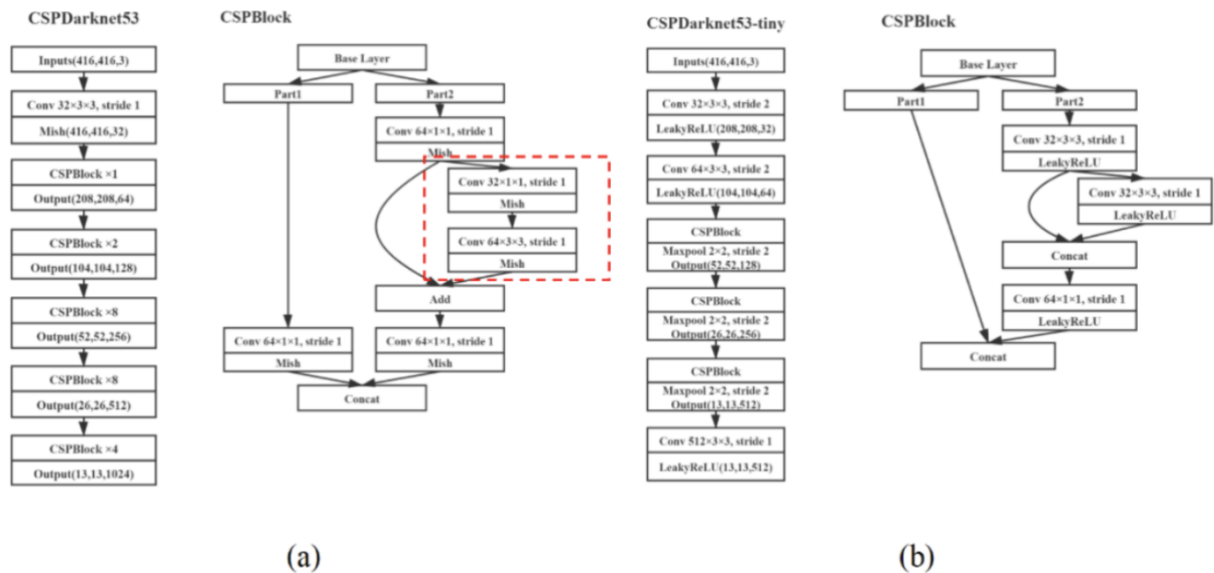 CSPDarknet53
Inputs(416,416,3)
Conv 32×3×3, stride 1
Mish(416,416,32)
CSPBlock ×1
Output(208,208,64)
CSPBlock ×2
Output(104,104,128)
CSPBlock ×8
Output(52,52,256)
CSPBlock ×8
Output(26,26,512)
CSPBlock ×4
Output(13,13,1024)
CSPBlock
Base Layer
Part1
Part2
Conv 64×1×1, stride 1
Mish
Conv 32×1×1, stride 1
Mish
Conv 64×3×3, stride 1
Mish
Add
Conv 64×1×1, stride 1
Mish
Conv 64×1×1, stride 1
Mish
Concat
(a)
CSPDarknet53-tiny
Inputs(416,416,3)
Conv 32×3×3, stride 2
LeakyReLU(208,208,32)
Conv 64×3×3, stride 2
LeakyReLU(104,104,64)
CSPBlock
Maxpool 2×2, stride 2
Output(52,52,128)
CSPBlock
Maxpool 2×2, stride 2
Output(26,26,256)
CSPBlock
Maxpool 2×2, stride 2
Output(13,13,512)
Conv 512×3×3, stride 1
LeakyReLU(13,13,512)
CSPBlock
Base Layer
Part1
Part2
Conv 32×3×3, stride 1
LeakyReLU
Conv 32×3×3, stride 1
LeakyReLU
Concat
Conv 64×1×1, stride 1
LeakyReLU
Concat
(b)